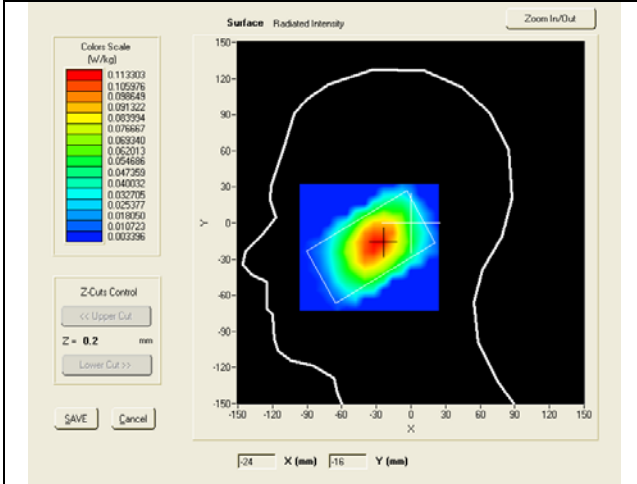 Surface Radiated Intensity
Zoom In/Out
Colors Scale
(W/kg)
0.113303
0.105976
0.098649
0.091322
0.083994
0.076667
0.069340
0.062013
0.054686
0.047359
0.040032
0.032705
0.025377
0.018050
0.010723
0.003396
Z-Cuts Control
<< Upper Cut
Z = 0.2 mm
Lower Cut >>
SAVE Cancel
150
120
90
60
30
0
-30
-60
-90
-120
-150
Y
-150 -120 -90 -60 -30 0 30 60 90 120 150
X
-24 X (mm) -16 Y (mm)